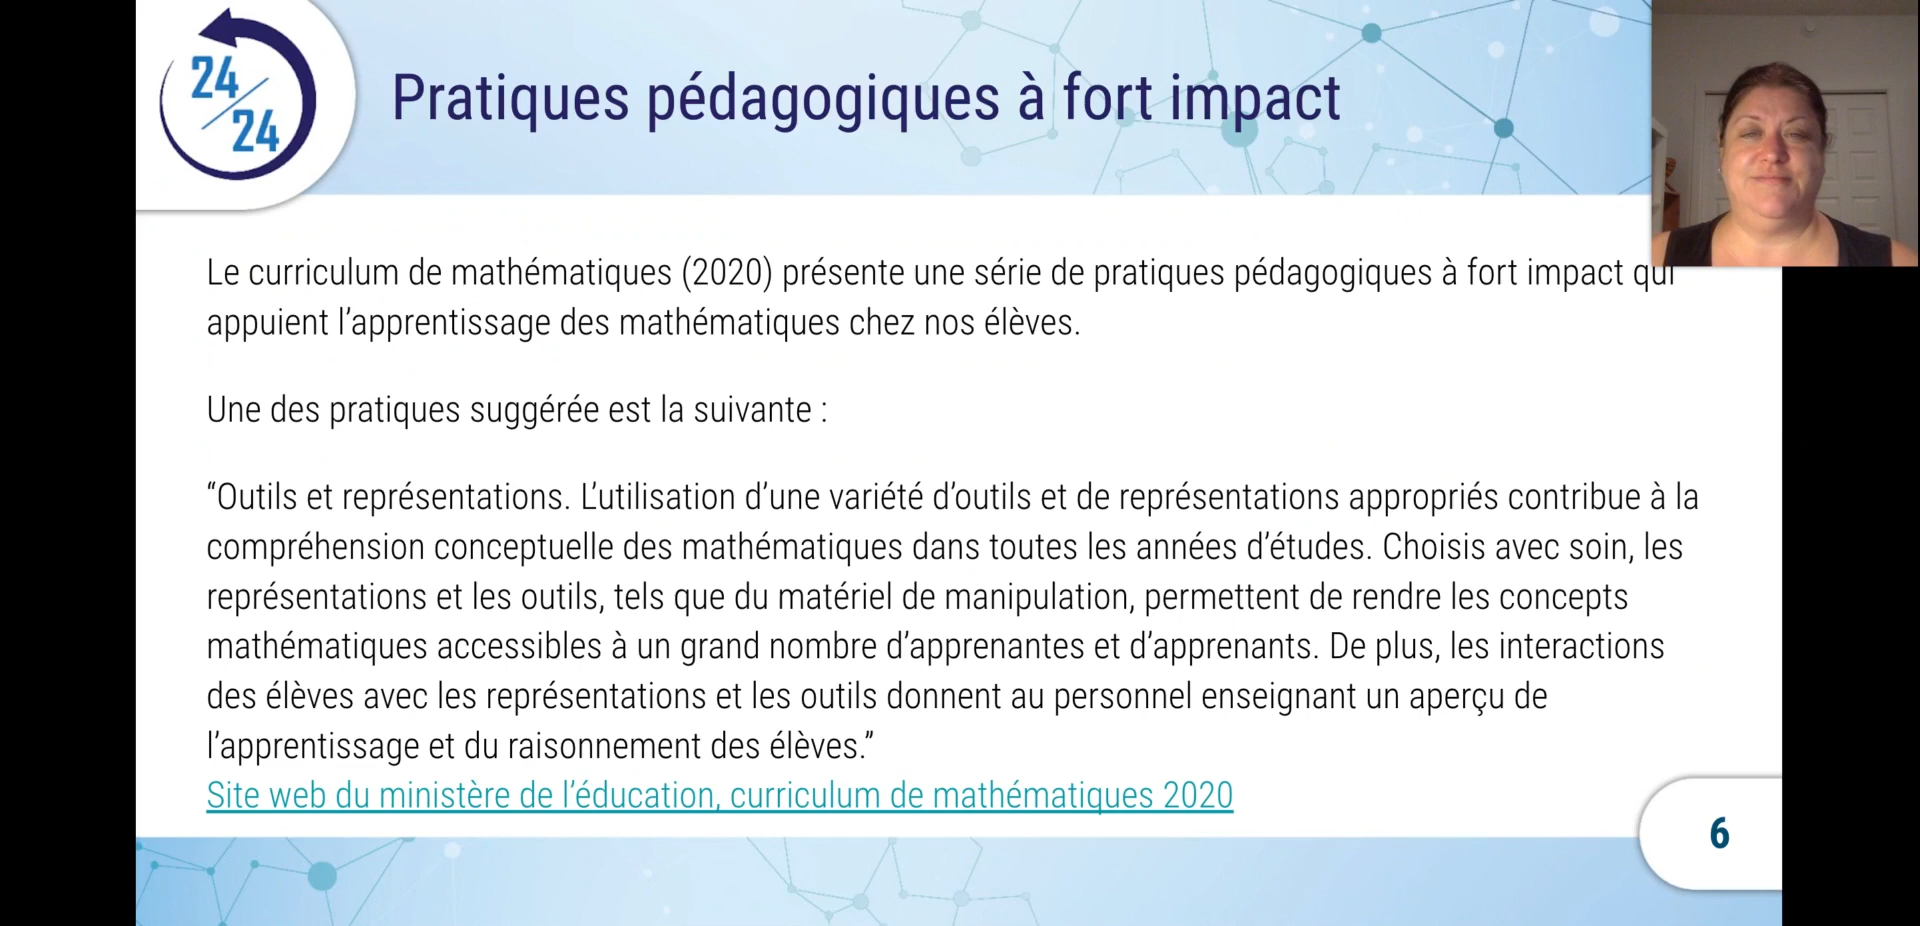 24/24
Pratiques pédagogiques à fort impact
Le curriculum de mathématiques (2020) présente une série de pratiques pédagogiques à fort impact qui
appuient l’apprentissage des mathématiques chez nos élèves.
Une des pratiques suggérée est la suivante :
“Outils et représentations. L’utilisation d’une variété d’outils et de représentations appropriés contribue à la
compréhension conceptuelle des mathématiques dans toutes les années d’études. Choisis avec soin, les
représentations et les outils, tels que du matériel de manipulation, permettent de rendre les concepts
mathématiques accessibles à un grand nombre d’apprenantes et d’apprenants. De plus, les interactions
des élèves avec les représentations et les outils donnent au personnel enseignant un aperçu de
l’apprentissage et du raisonnement des élèves.”
Site web du ministère de l’éducation, curriculum de mathématiques 2020
6